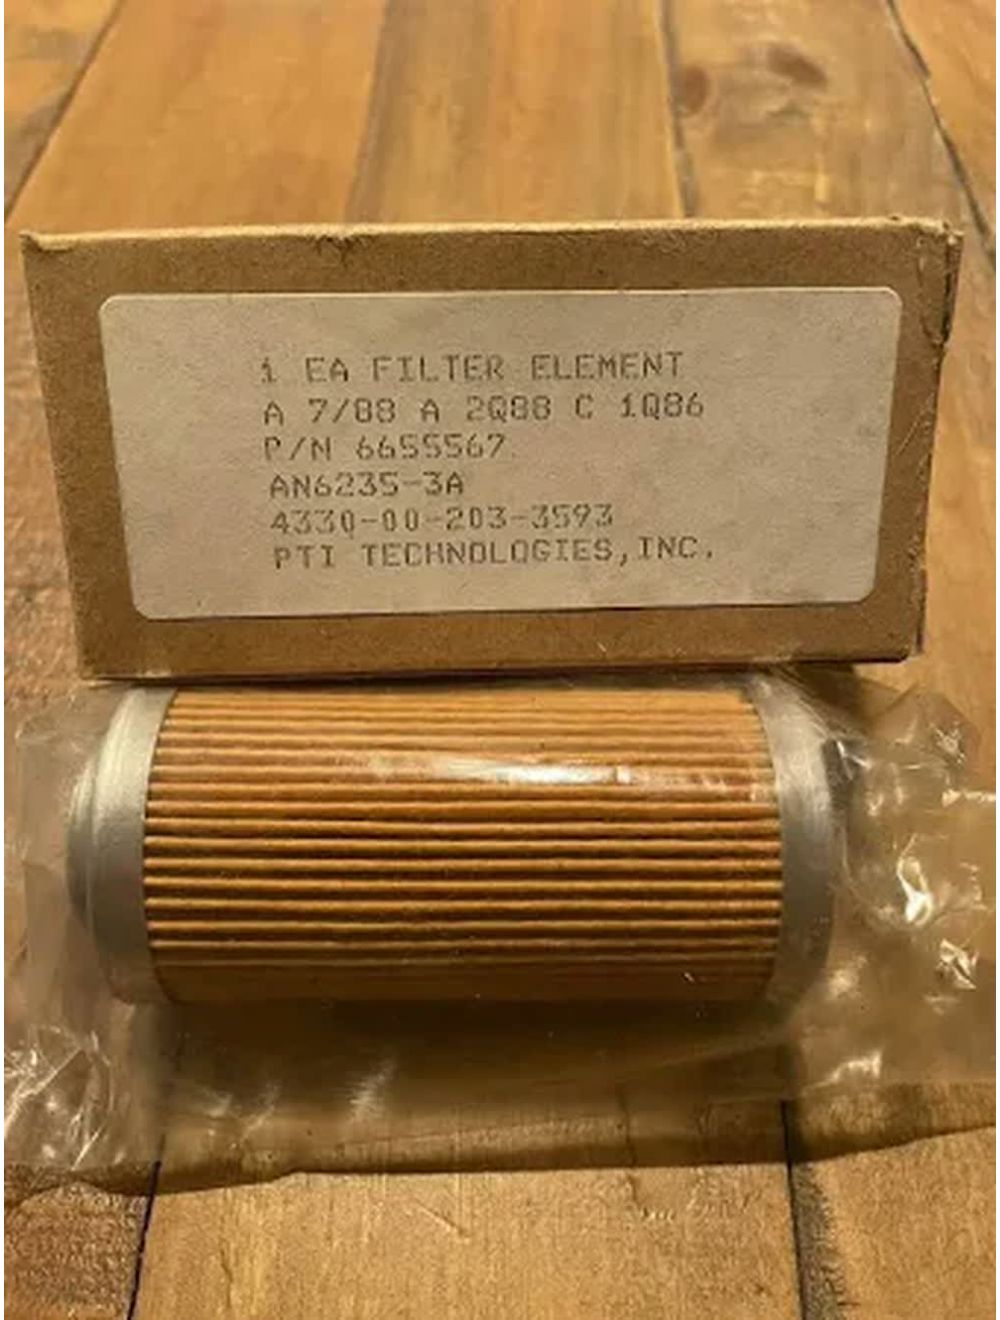 1 EA FILTER ELEMENT
A 7/88 A 2Q88 C 1Q86
P/N 6655567
AN6235-3A
4330-00-203-3593
PTI TECHNOLOGIES,INC.